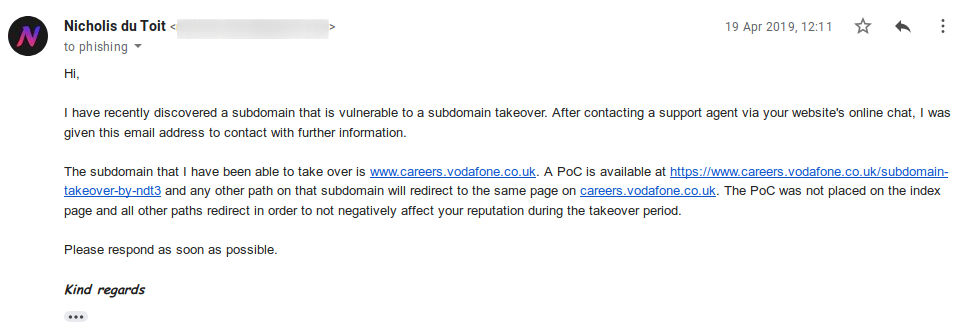 Nicholis du Toit < >
19 Apr 2019, 12:11
to phishing
Hi,
I have recently discovered a subdomain that is vulnerable to a subdomain takeover. After contacting a support agent via your website's online chat, I was
given this email address to contact with further information.
The subdomain that I have been able to take over is www.careers.vodafone.co.uk. A PoC is available at https://www.careers.vodafone.co.uk/subdomain-
takeover-by-ndt3 and any other path on that subdomain will redirect to the same page on careers.vodafone.co.uk. The PoC was not placed on the index
page and all other paths redirect in order to not negatively affect your reputation during the takeover period.
Please respond as soon as possible.
Kind regards